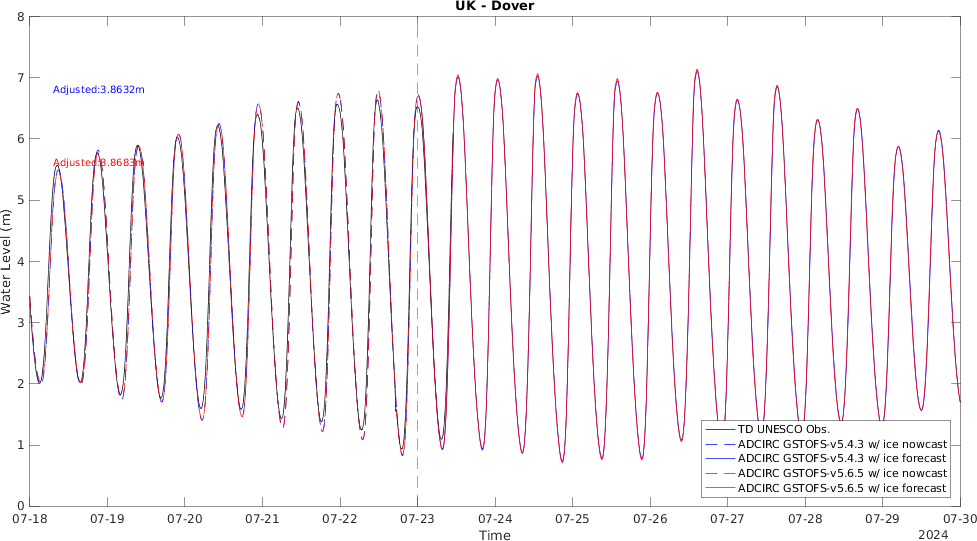 UK - Dover
8
7
6
5
4
3
2
1
0
Water Level (m)
Adjusted:3.8632m
Adjusted:3.8683m
TD UNESCO Obs.
ADCIRC GSTOFS-v5.4.3 w/ ice nowcast
ADCIRC GSTOFS-v5.4.3 w/ ice forecast
ADCIRC GSTOFS-v5.6.5 w/ ice nowcast
ADCIRC GSTOFS-v5.6.5 w/ ice forecast
07-18 07-19 07-20 07-21 07-22 07-23 07-24 07-25 07-26 07-27 07-28 07-29 07-30
Time
2024